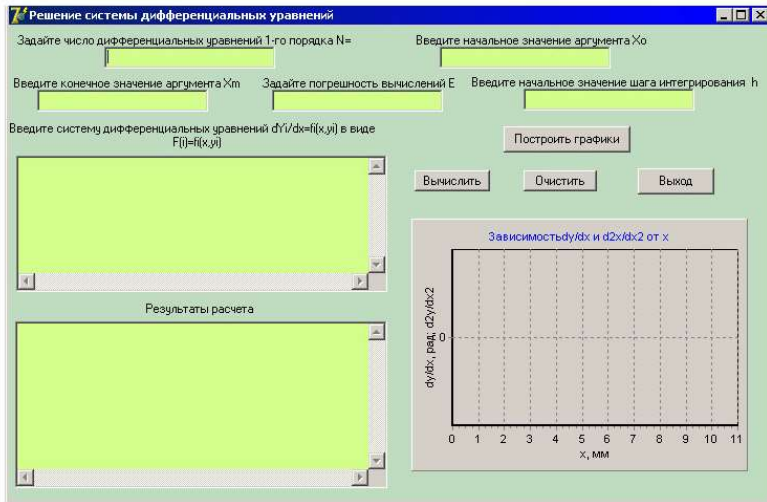 Решение системы дифференциальных уравнений
Задайте число дифференциальных уравнений 1-го порядка N=
Введите начальное значение аргумента Xo
Введите конечное значение аргумента Xm
Задайте погрешность вычислений E
Введите начальное значение шага интегрирования h
Введите систему дифференциальных уравнений dYi/dx=fi(x,yi) в виде
F(i)=fi(x,yi)
Построить графики
Вычислить
Очистить
Выход
Зависимостьdy/dx и d2x/dx2 от x
dy/dx, рад; d2y/dx2
0
0 1 2 3 4 5 6 7 8 9 10 11
x, мм
Результаты расчета